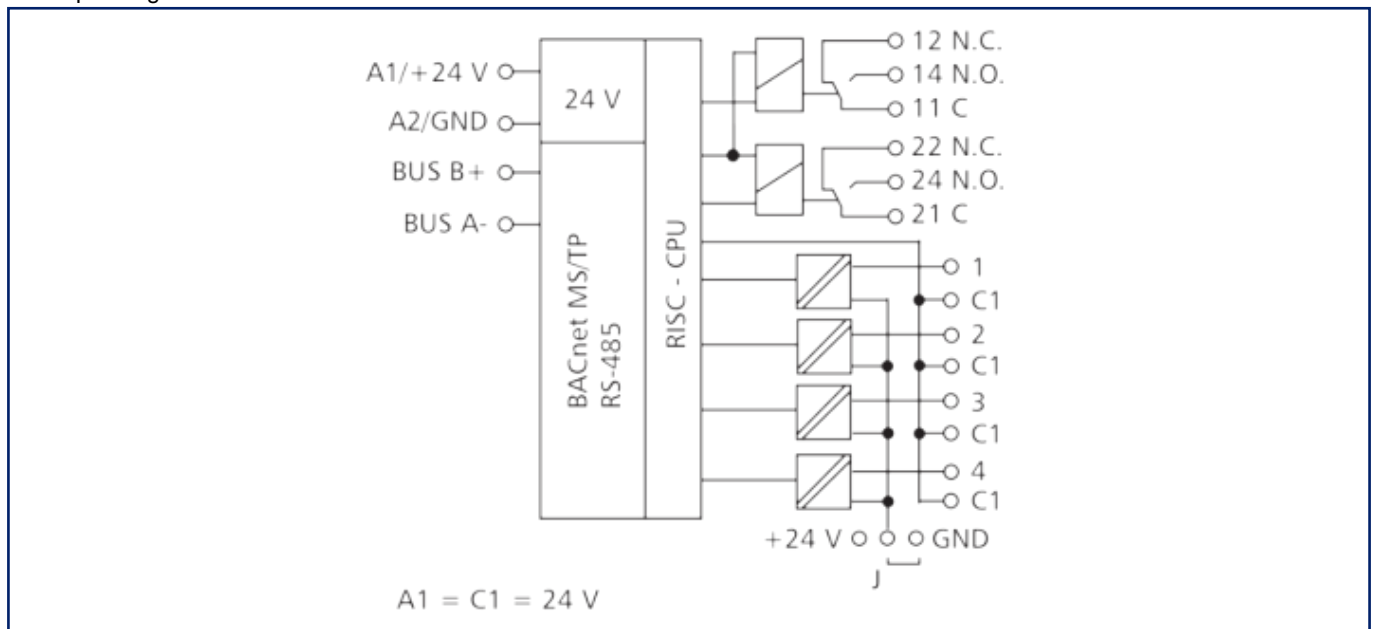 A1/+24 V
A2/GND
BUS B+
BUS A-
24 V
BACnet MS/TP
RS-485
RISC - CPU
12 N.C.
14 N.O.
11 C
22 N.C.
24 N.O.
21 C
1
C1
2
C1
3
C1
4
C1
+24 V
GND
J
A1 = C1 = 24 V